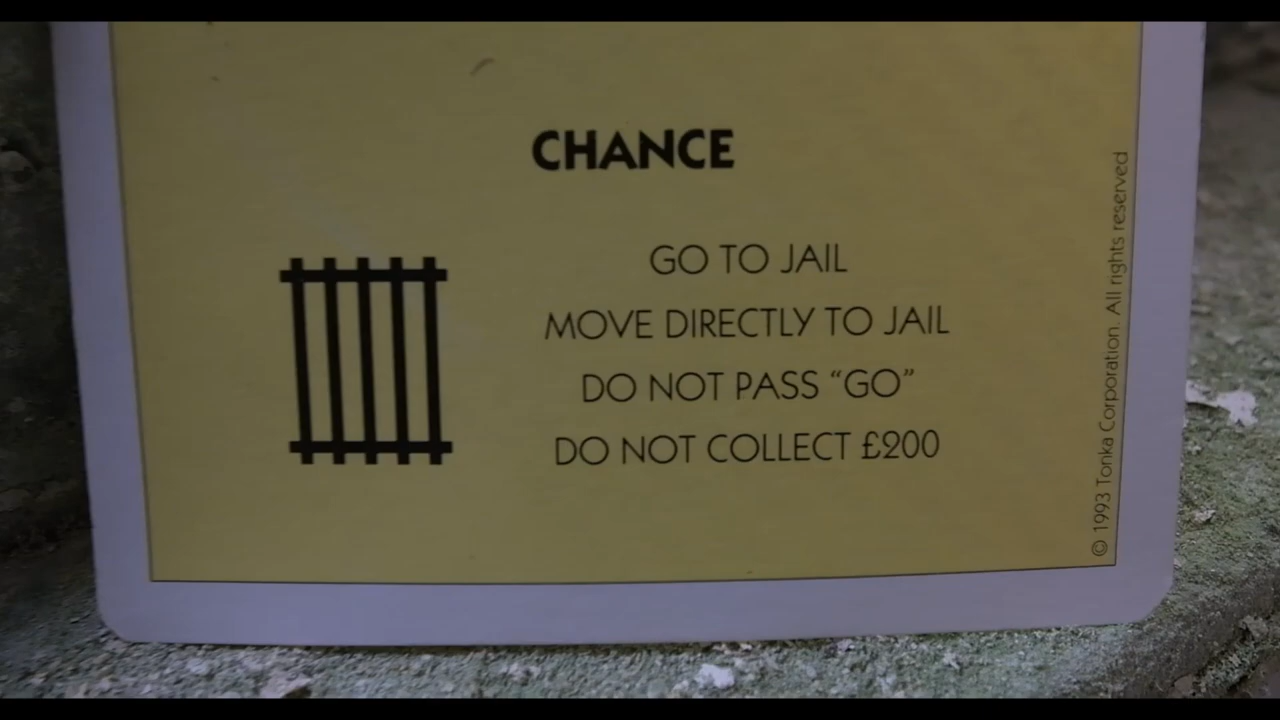 CHANCE
GO TO JAIL
MOVE DIRECTLY TO JAIL
DO NOT PASS “GO”
DO NOT COLLECT £200
© 1993 Tonka Corporation. All rights reserved